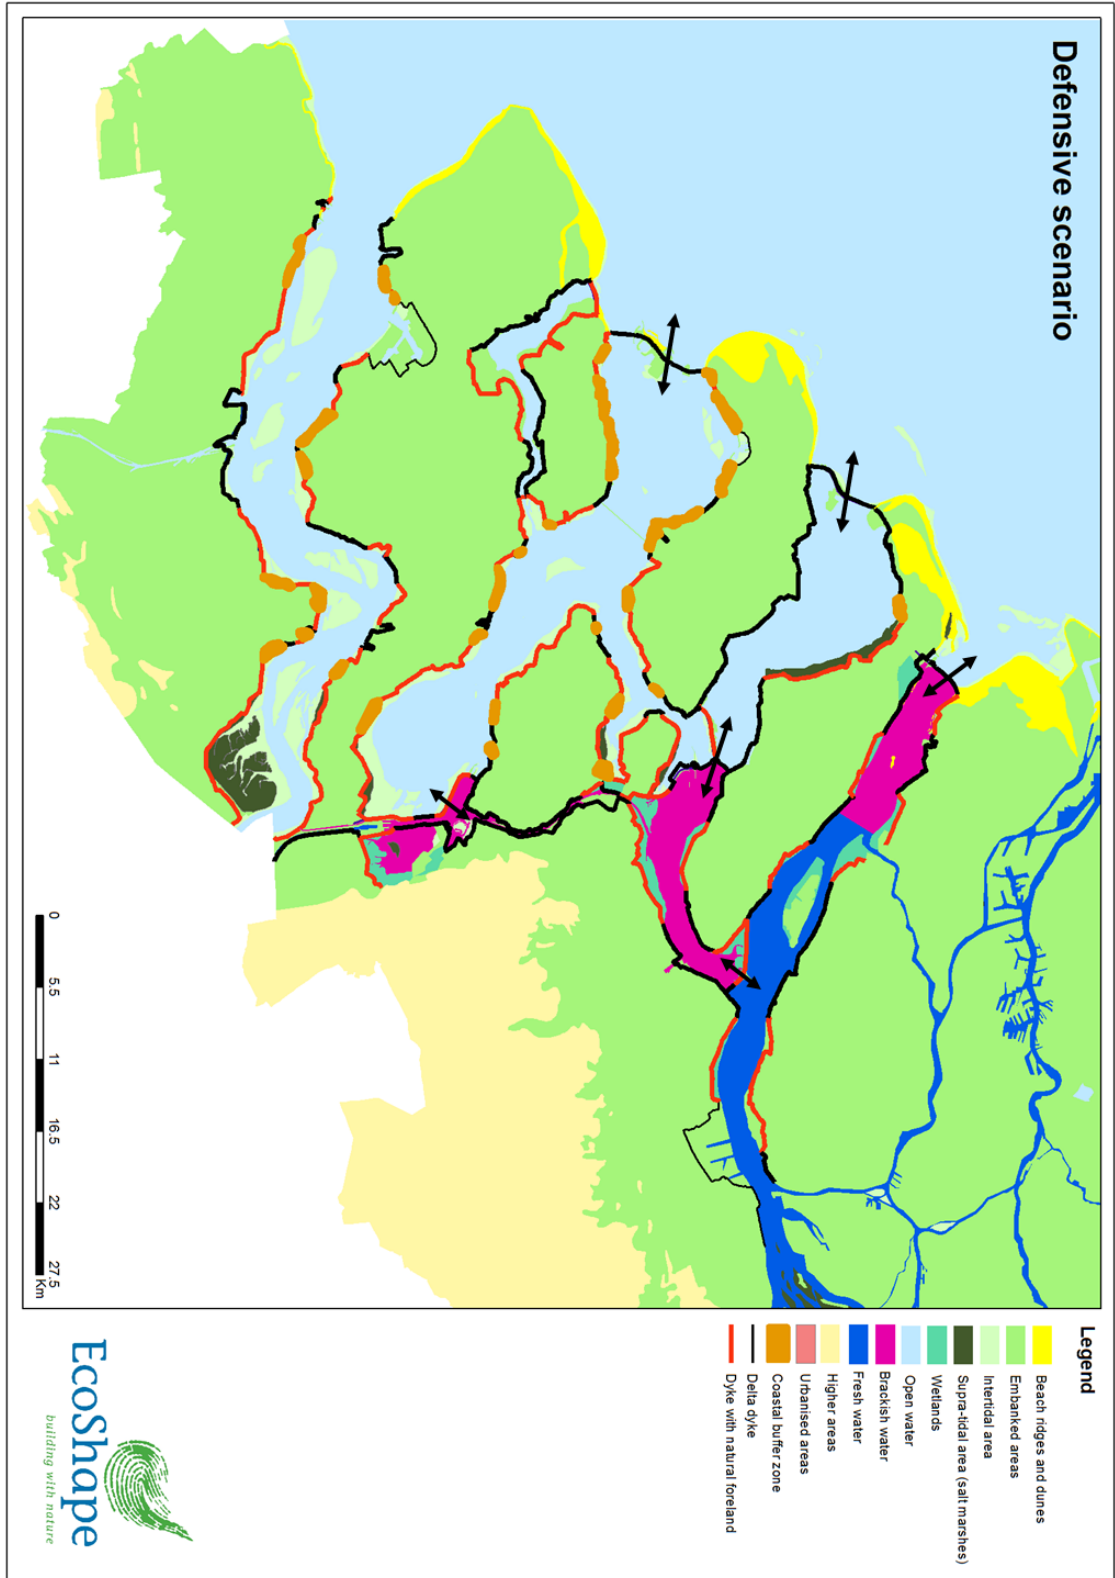 Defensive scenario
0 5.5 11 16.5 22 27.5
Km
Legend
Beach ridges and dunes
Embanked areas
Intertidal area
Supra-tidal area (salt marshes)
Wetlands
Open water
Brackish water
Fresh water
Higher areas
Urbanised areas
Coastal buffer zone
Delta dyke
Dyke with natural foreland
EcoShape
building with nature